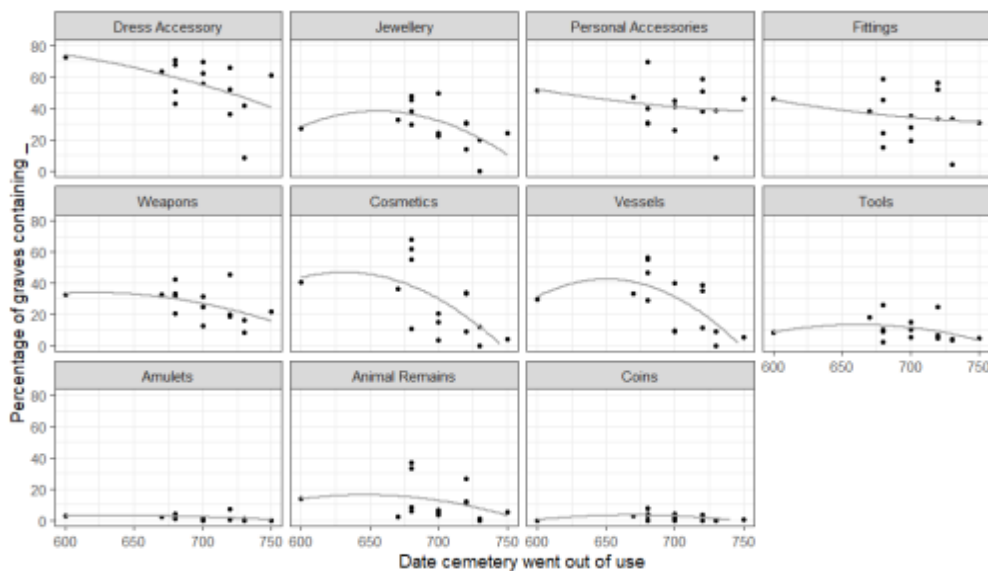 Dress Accessory
Jewellery
Personal Accessories
Fittings
80
60
40
20
0
Weapons
Cosmetics
Vessels
Tools
80
60
40
20
0
600
650
700
750
Amulets
Animal Remains
Coins
80
60
40
20
0
600
650
700
750
600
650
700
750
600
650
700
750
Date cemetery went out of use
Percentage of graves containing _